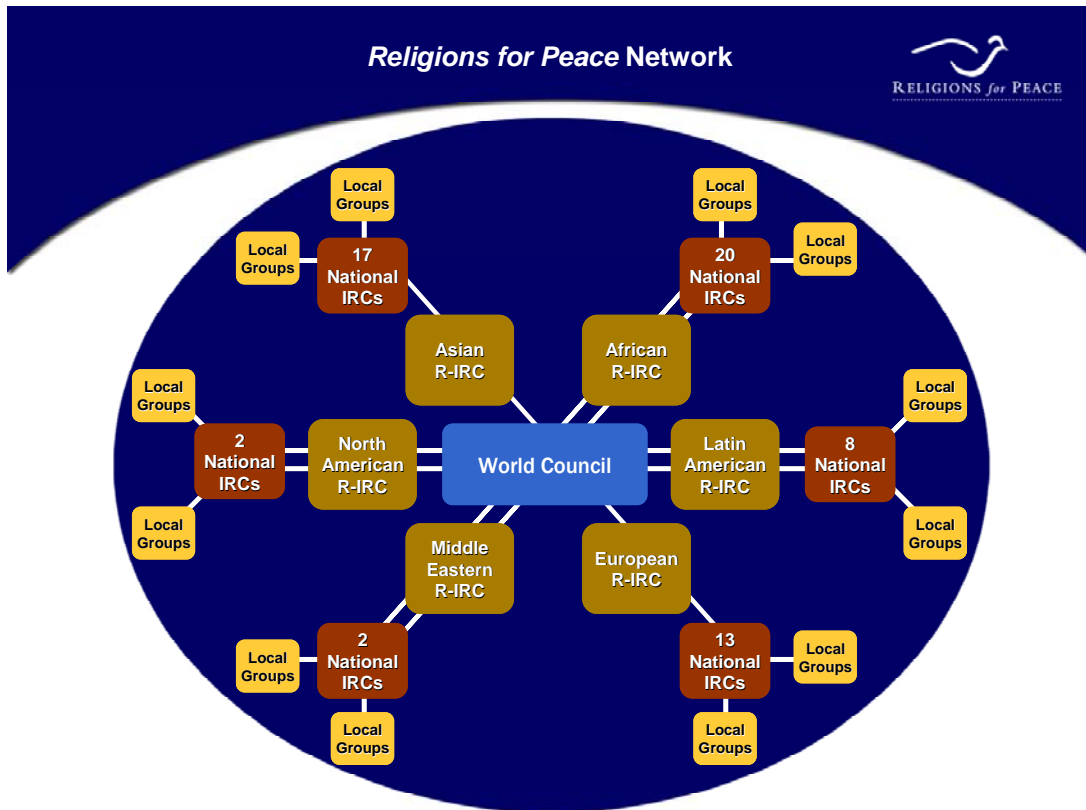 Religions for Peace Network
RELIGIONS for PEACE
Local
Groups
Local
Groups
17
National
IRCs
Asian
R-IRC
Local
Groups
Local
Groups
20
National
IRCs
African
R-IRC
Local
Groups
Local
Groups
2
National
IRCs
North
American
R-IRC
World Council
Latin
American
R-IRC
8
National
IRCs
Local
Groups
Local
Groups
Middle
Eastern
R-IRC
2
National
IRCs
Local
Groups
Local
Groups
European
R-IRC
13
National
IRCs
Local
Groups
Local
Groups